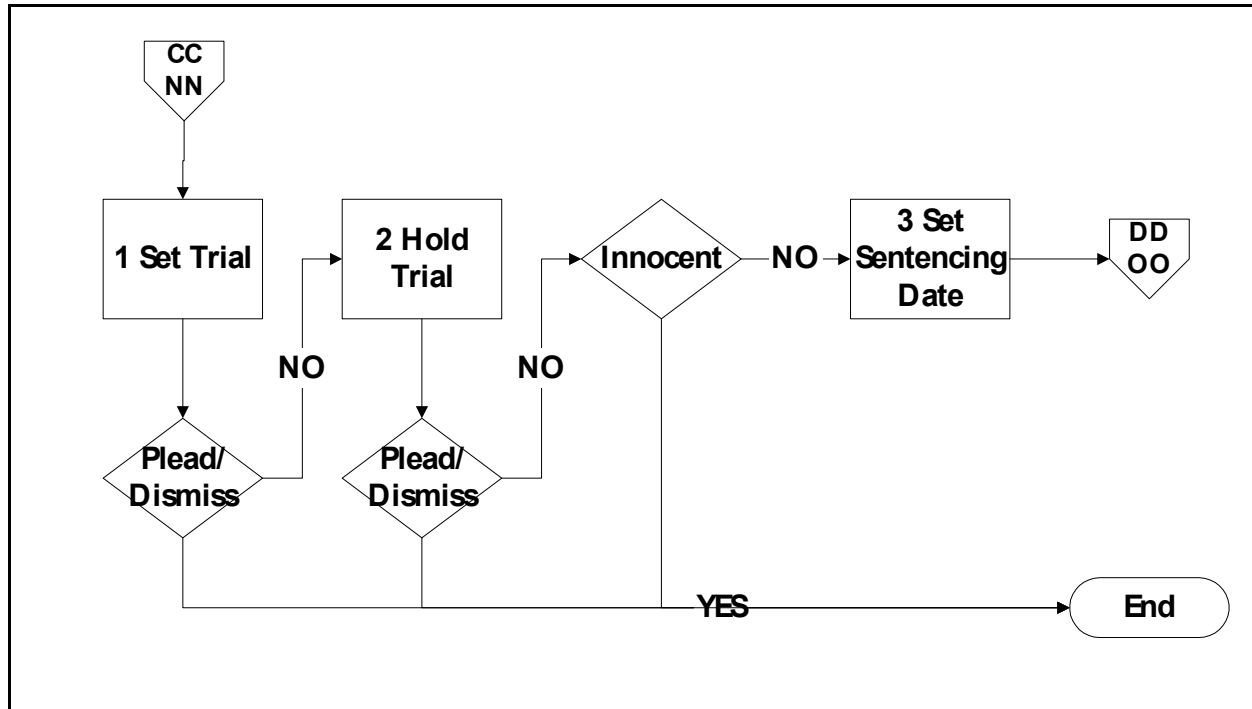 CC
NN
1 Set Trial
2 Hold
Trial
Innocent
NO
3 Set
Sentencing
Date
DD
OO
NO
NO
Plead/
Dismiss
Plead/
Dismiss
YES
End